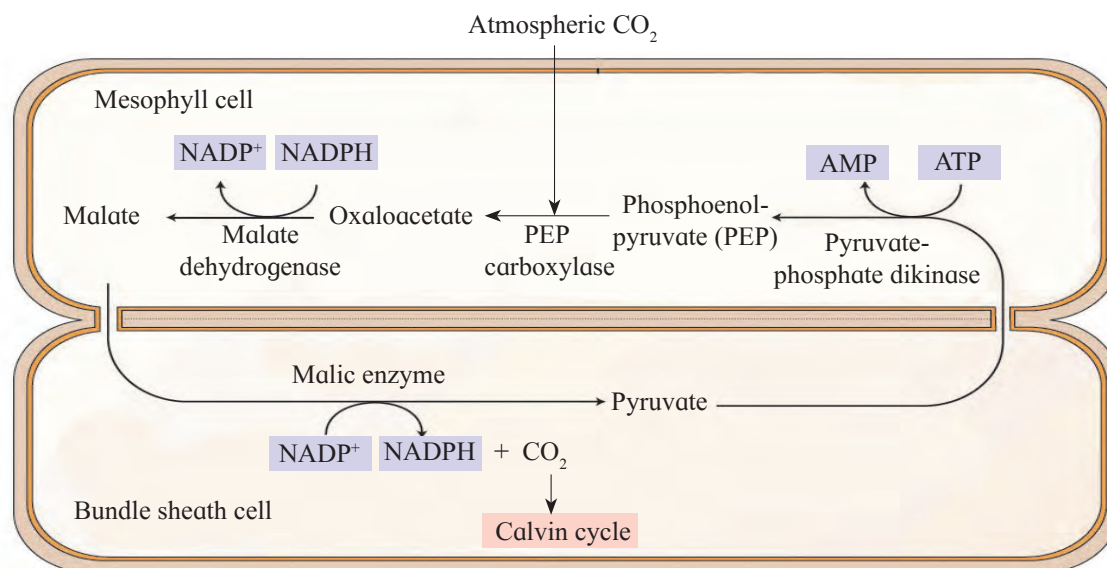 Atmospheric CO₂
Mesophyll cell
NADP⁺ NADPH
AMP ATP
Malate
Oxaloacetate
Phosphoenol-
pyruvate (PEP)
Malate
dehydrogenase
PEP
carboxylase
Pyruvate-
phosphate dikinase
Malic enzyme
Pyruvate
NADP⁺ NADPH + CO₂
Bundle sheath cell
Calvin cycle